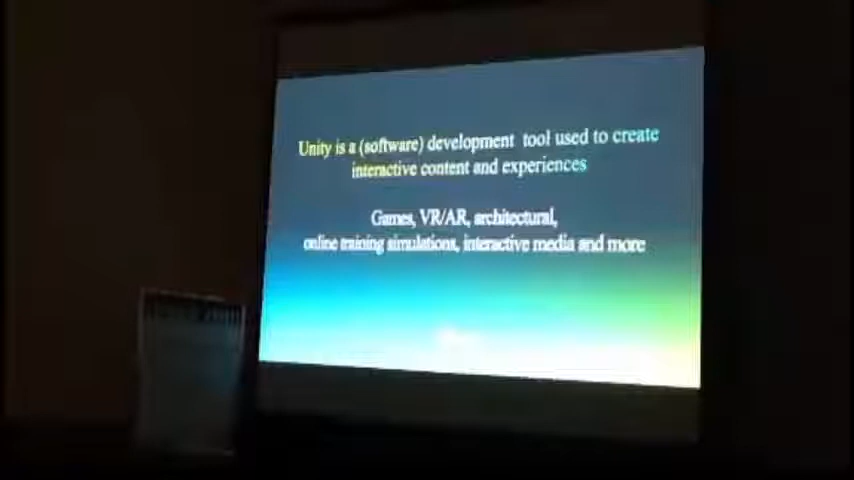 Unity is a (software) development tool used to create
interactive content and experiences
Games, VR/AR, architectural,
online training simulations, interactive media and more